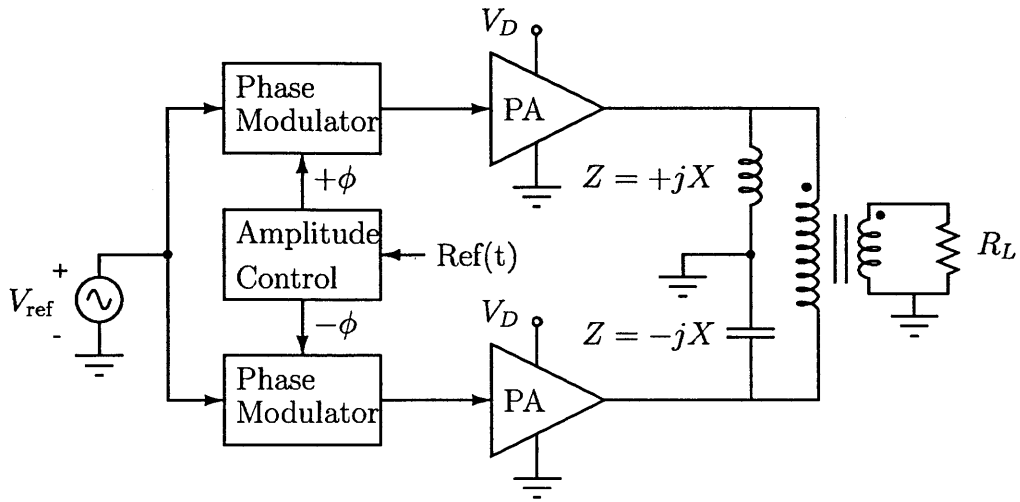 V_D
Phase
Modulator
PA
+ϕ
Z = +jX
Amplitude
Control
Ref(t)
R_L
+
V_ref
-
-ϕ
V_D
Z = -jX
Phase
Modulator
PA